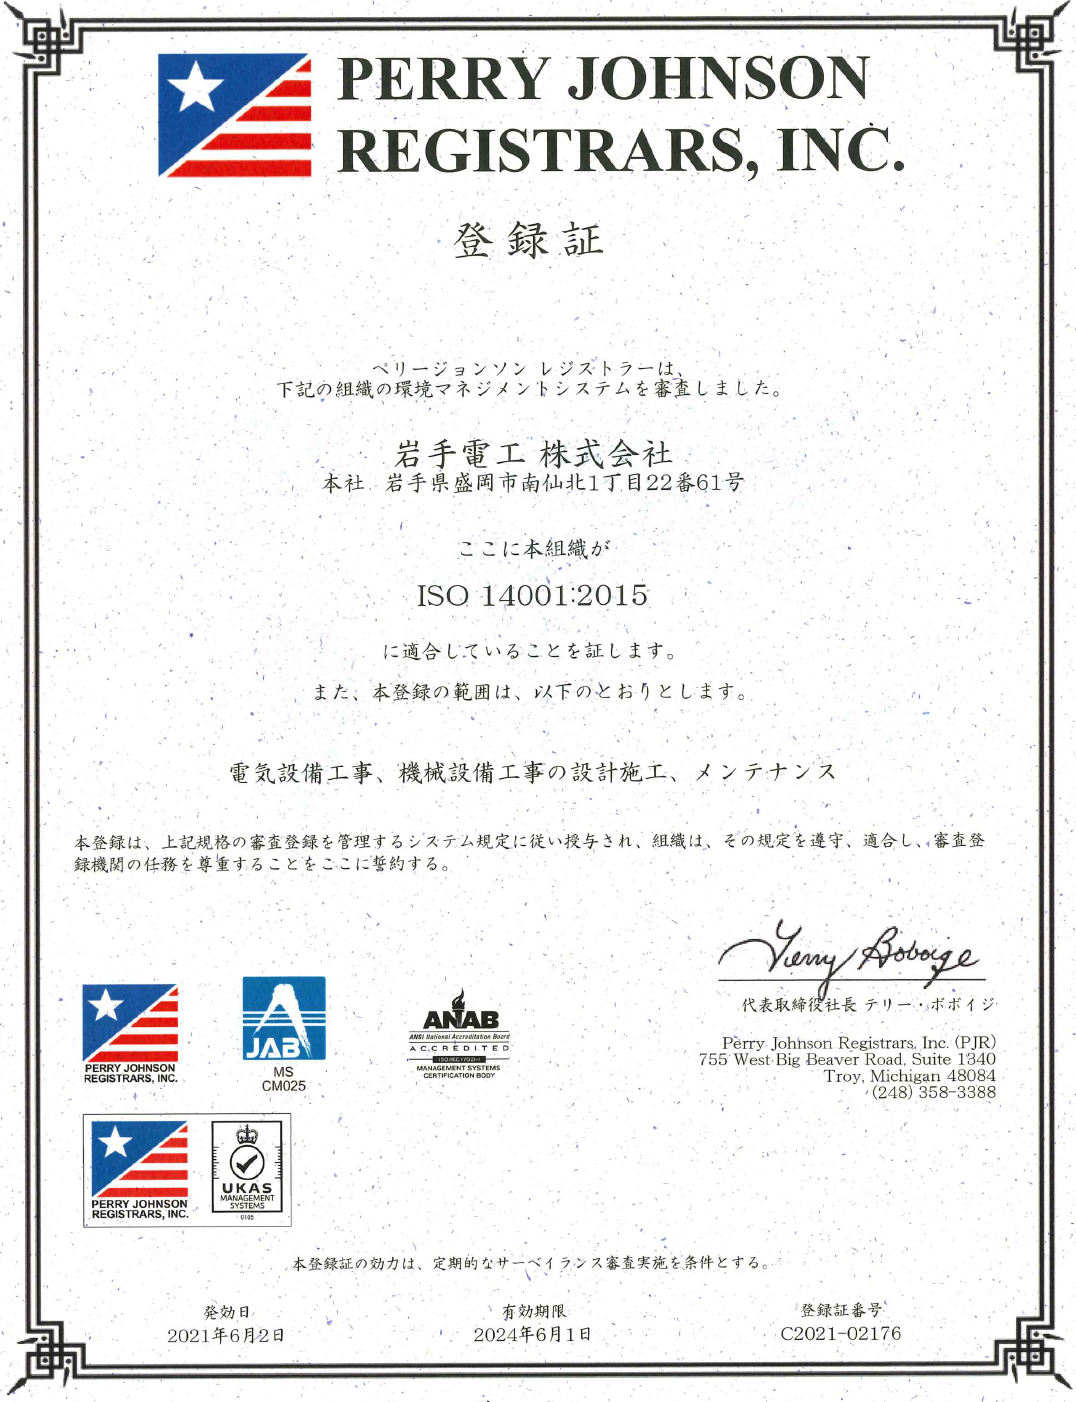 PERRY JOHNSON
REGISTRARS, INC.
登録証
ペリージョンソン レジストラーは、
下記の組織の環境マネジメントシステムを審査しました。
岩手電工 株式会社
本社 岩手県盛岡市南仙北1丁目22番61号
ここに本組織が
ISO 14001:2015
に適合していることを証します。
また、本登録の範囲は、以下のとおりとします。
電気設備工事、機械設備工事の設計施工、メンテナンス
本登録は、上記規格の審査登録を管理するシステム規定に従い授与され、組織は、その規定を遵守、適合し、審査登
録機関の任務を尊重することをここに誓約する。
Terry Boboige
代表取締役社長 テリー・ボボイジ
Perry Johnson Registrars, Inc. (PJR)
755 West Big Beaver Road, Suite 1340
Troy, Michigan 48084
(248) 358-3388
PERRY JOHNSON
REGISTRARS, INC.
JAB
MS
CM025
ANAB
ANSI National Accreditation Board
ACCREDITED
ISO/IEC 17021-1
MANAGEMENT SYSTEMS
CERTIFICATION BODY
PERRY JOHNSON
REGISTRARS, INC.
UKAS
MANAGEMENT
SYSTEMS
0105
本登録証の効力は、定期的なサーベイランス審査実施を条件とする。
発効日 有効期限 登録証番号
2021年6月2日 2024年6月1日 C2021-02176